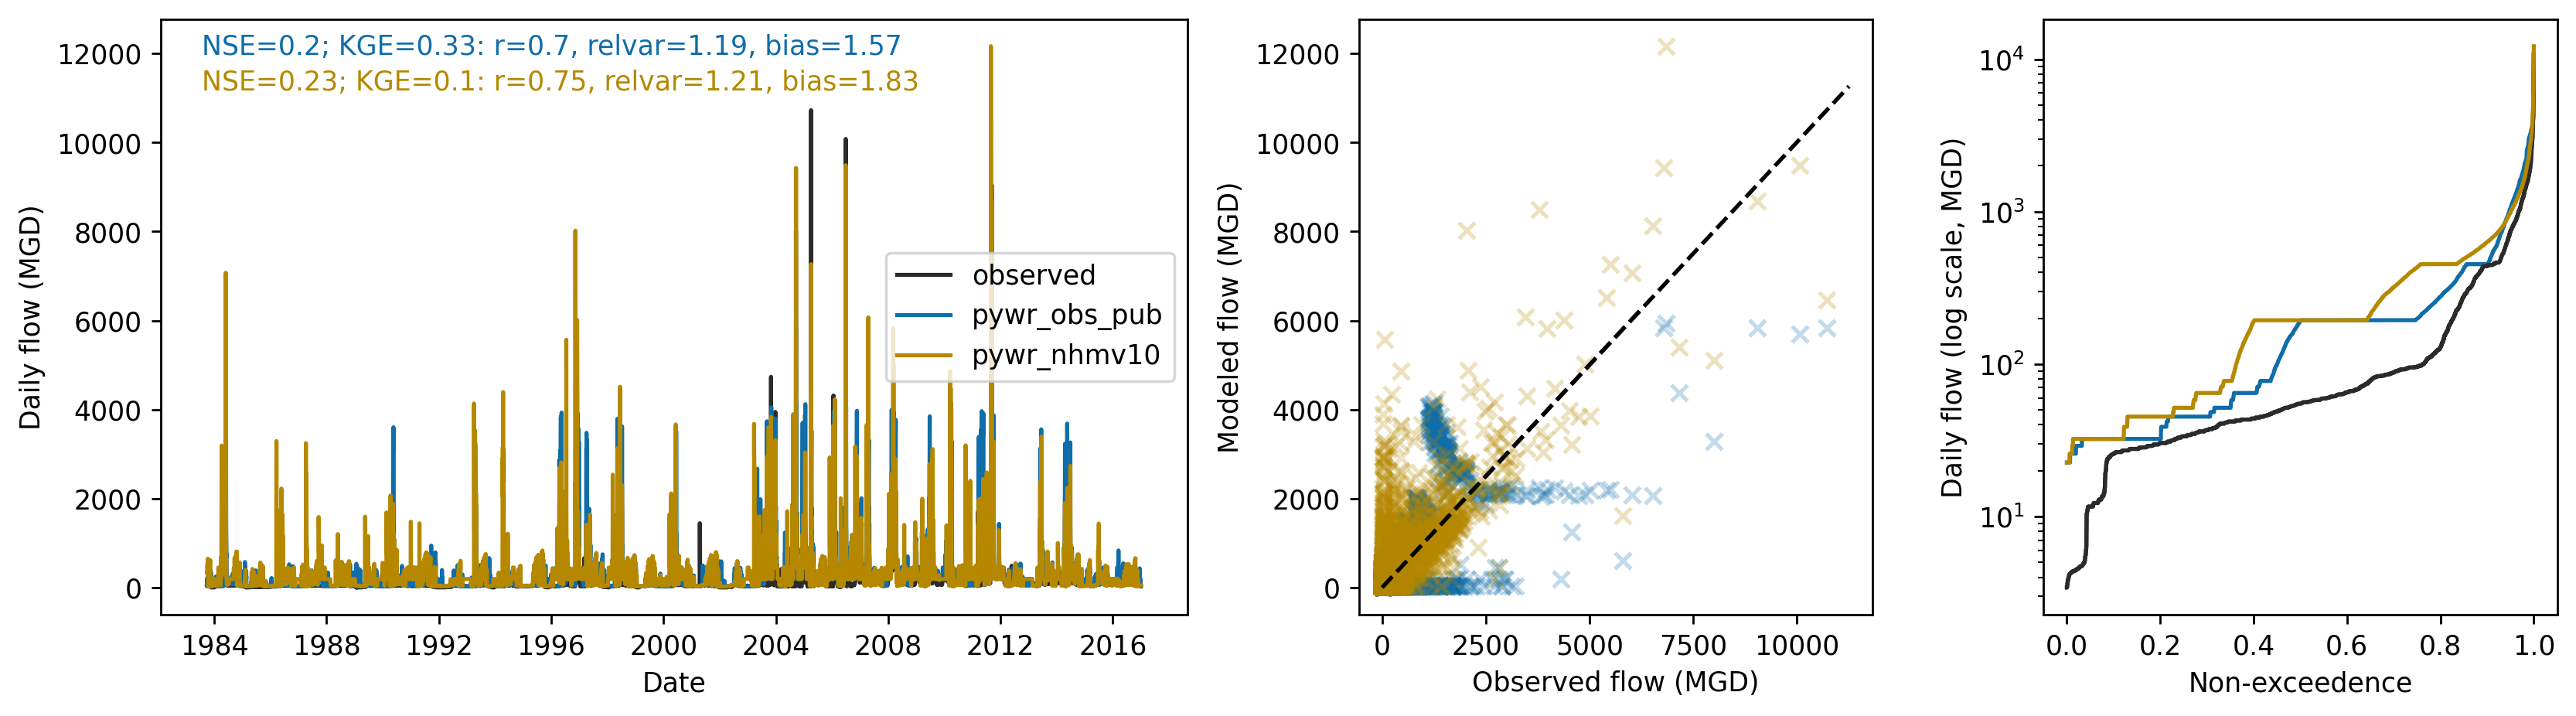 NSE=0.2; KGE=0.33: r=0.7, relvar=1.19, bias=1.57
NSE=0.23; KGE=0.1: r=0.75, relvar=1.21, bias=1.83
Daily flow (MGD)
12000
10000
8000
6000
4000
2000
0
observed
pywr_obs_pub
pywr_nhmv10
1984 1988 1992 1996 2000 2004 2008 2012 2016
Date
Modeled flow (MGD)
12000
10000
8000
6000
4000
2000
0
0 2500 5000 7500 10000
Observed flow (MGD)
Daily flow (log scale, MGD)
10⁴
10³
10²
10¹
0.0 0.2 0.4 0.6 0.8 1.0
Non-exceedence